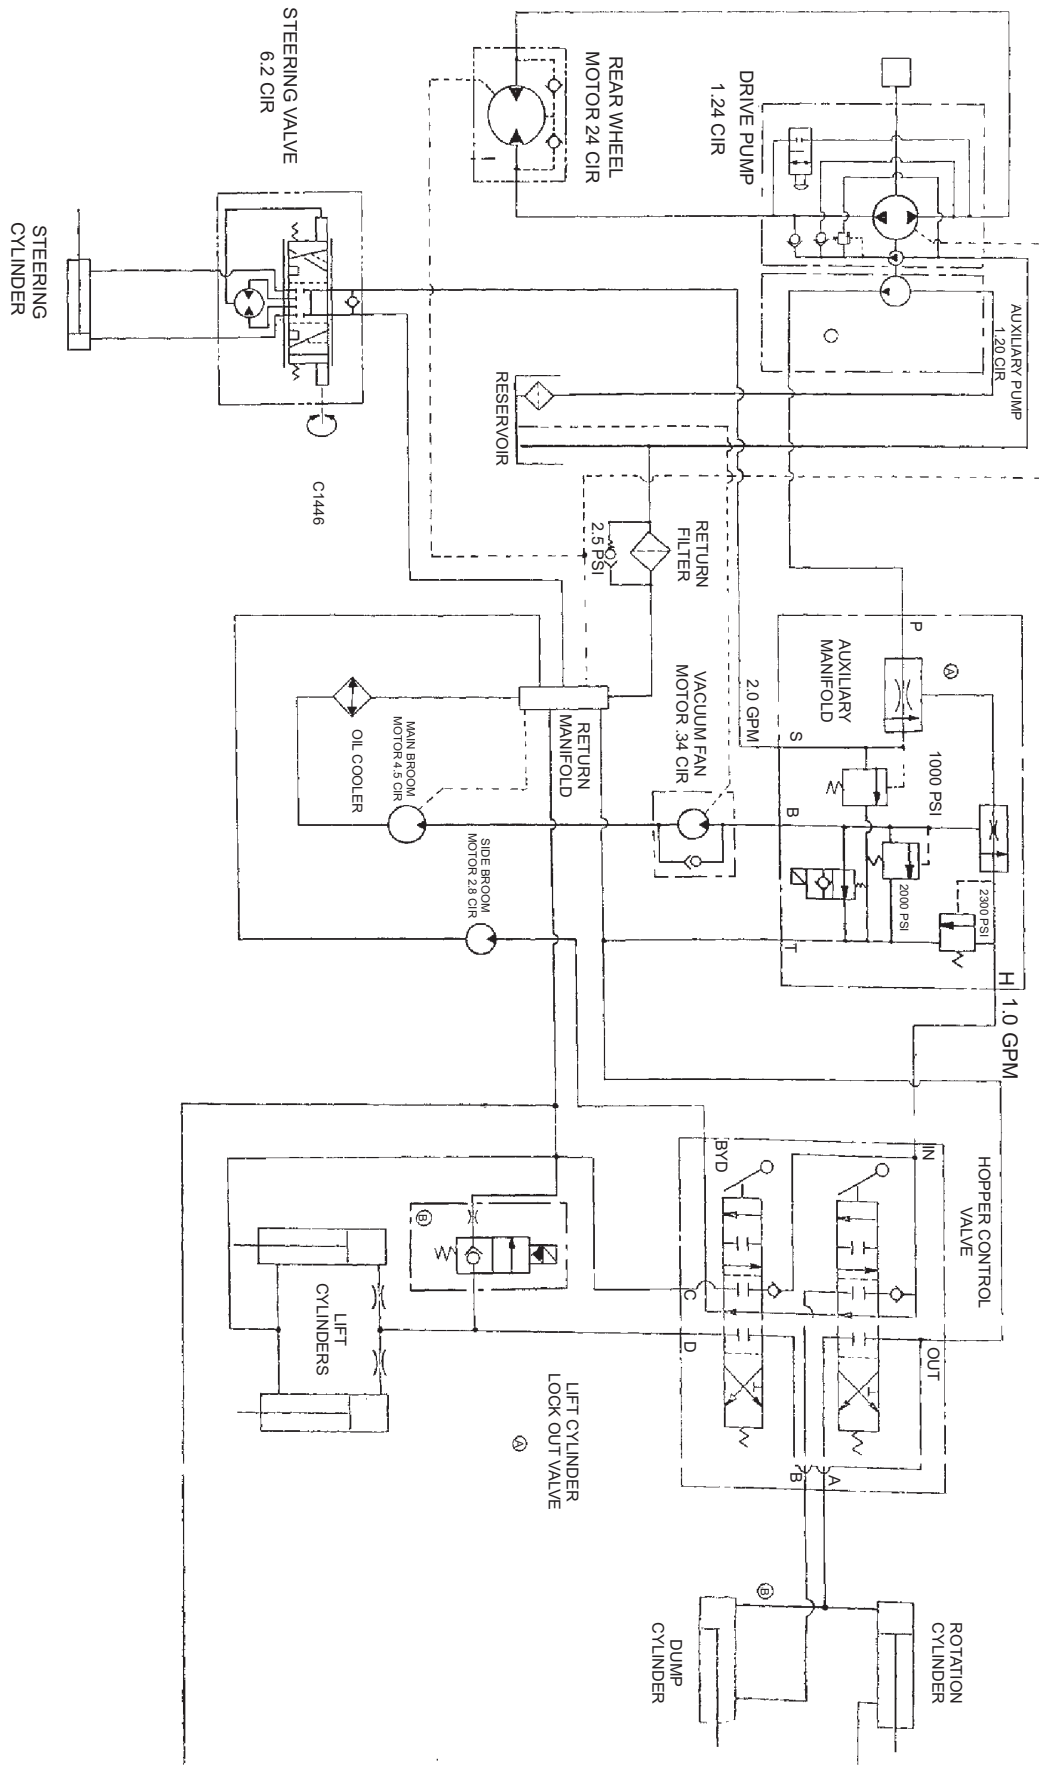 STEERING VALVE
6.2 CIR
REAR WHEEL
MOTOR 24 CIR
DRIVE PUMP
1.24 CIR
AUXILIARY PUMP
1.20 CIR
STEERING
CYLINDER
RESERVOIR
C1446
RETURN
FILTER
2.5 PSI
P
AUXILIARY
MANIFOLD
A
2.0 GPM
S
1000 PSI
VACUUM FAN
MOTOR .34 CIR
RETURN
MANIFOLD
OIL COOLER
MAIN BROOM
MOTOR 4.5 CIR
B
SIDE BROOM
MOTOR 2.8 CIR
2000 PSI
2300 PSI
T
H
1.0 GPM
HOPPER CONTROL
VALVE
IN
BYD
B
C
D
OUT
LIFT
CYLINDERS
LIFT CYLINDER
LOCK OUT VALVE
A
B
A
B
DUMP
CYLINDER
ROTATION
CYLINDER